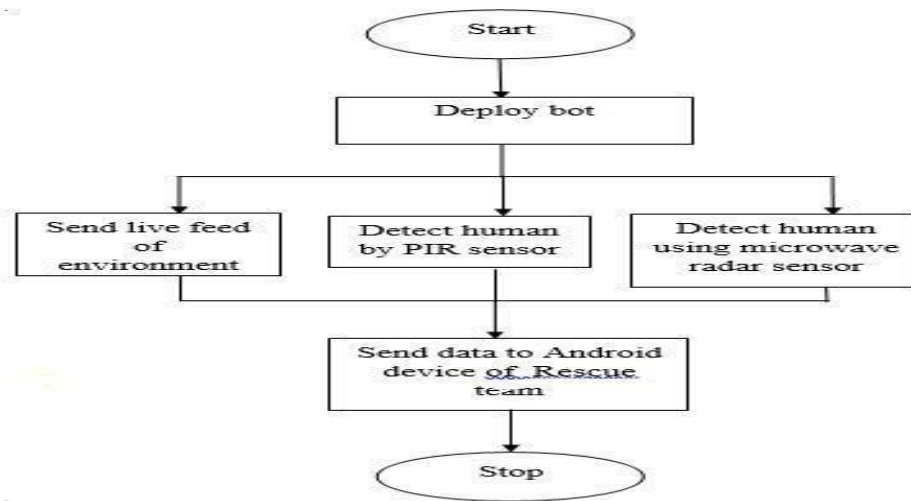 Start
Deploy bot
Send live feed
of
environment
Detect human
by PIR sensor
Detect human
using microwave
radar sensor
Send data to Android
device of Rescue
team
Stop